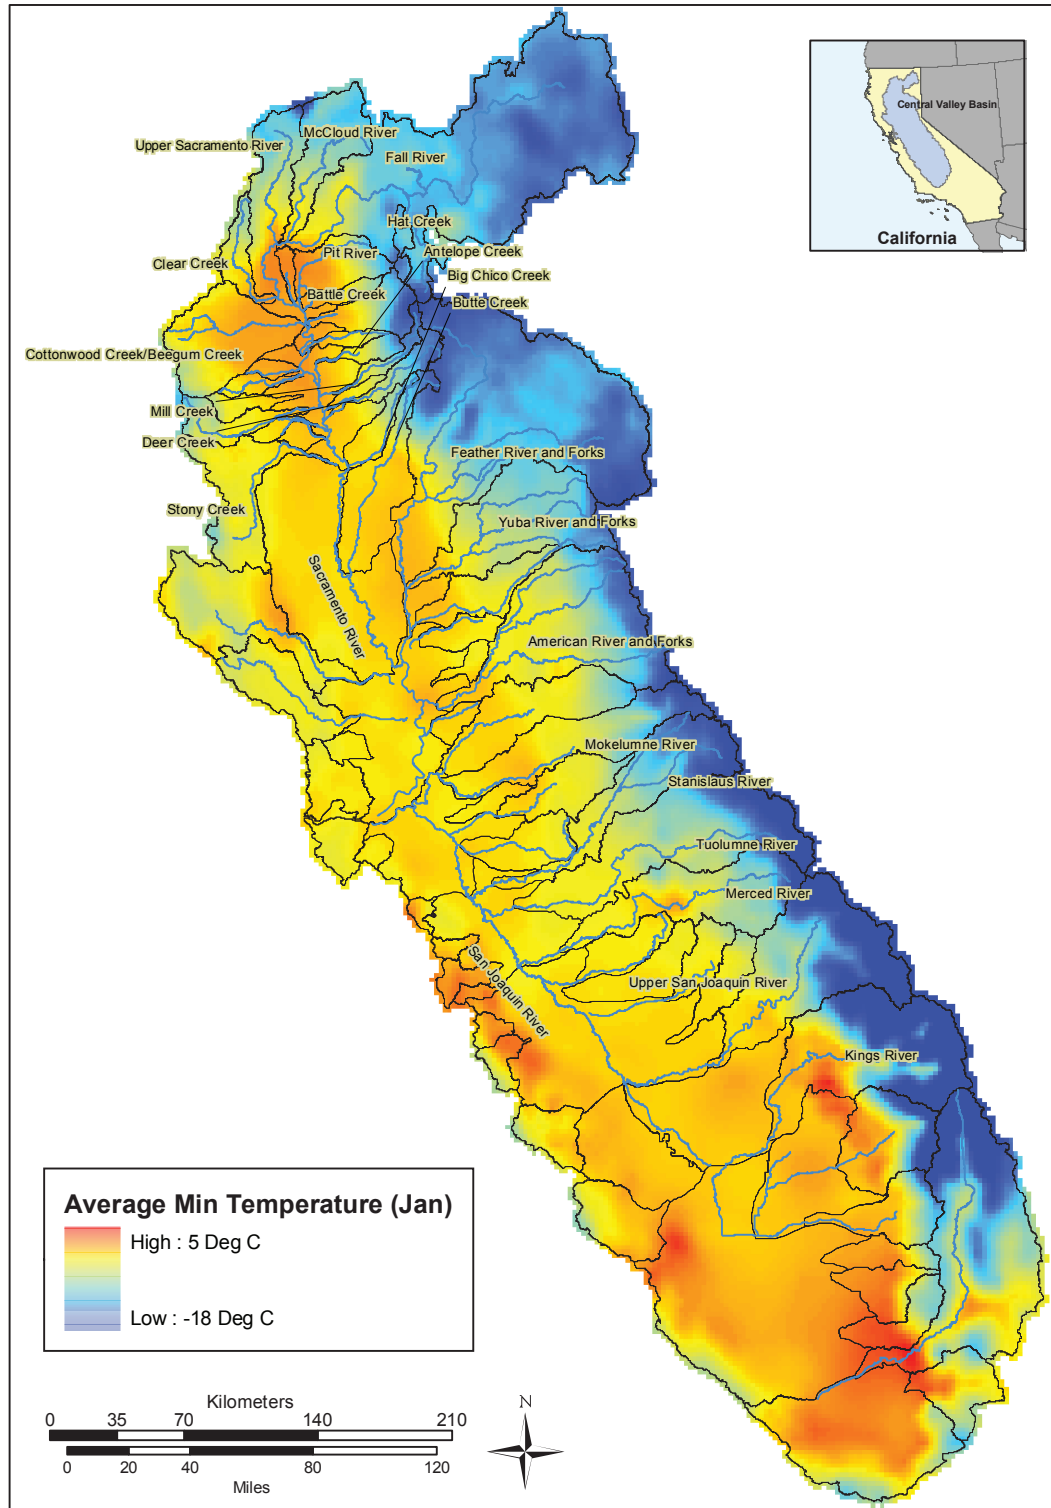 Central Valley Basin
California
McCloud River
Upper Sacramento River
Fall River
Hat Creek
Antelope Creek
Pit River
Clear Creek
Big Chico Creek
Battle Creek
Butte Creek
Cottonwood Creek/Beegum Creek
Mill Creek
Deer Creek
Feather River and Forks
Stony Creek
Yuba River and Forks
Sacramento River
American River and Forks
Mokelumne River
Stanislaus River
Tuolumne River
Merced River
San Joaquin River
Upper San Joaquin River
Kings River
Average Min Temperature (Jan)
High : 5 Deg C
Low : -18 Deg C
Kilometers
0 35 70 140 210
0 20 40 80 120
Miles
N